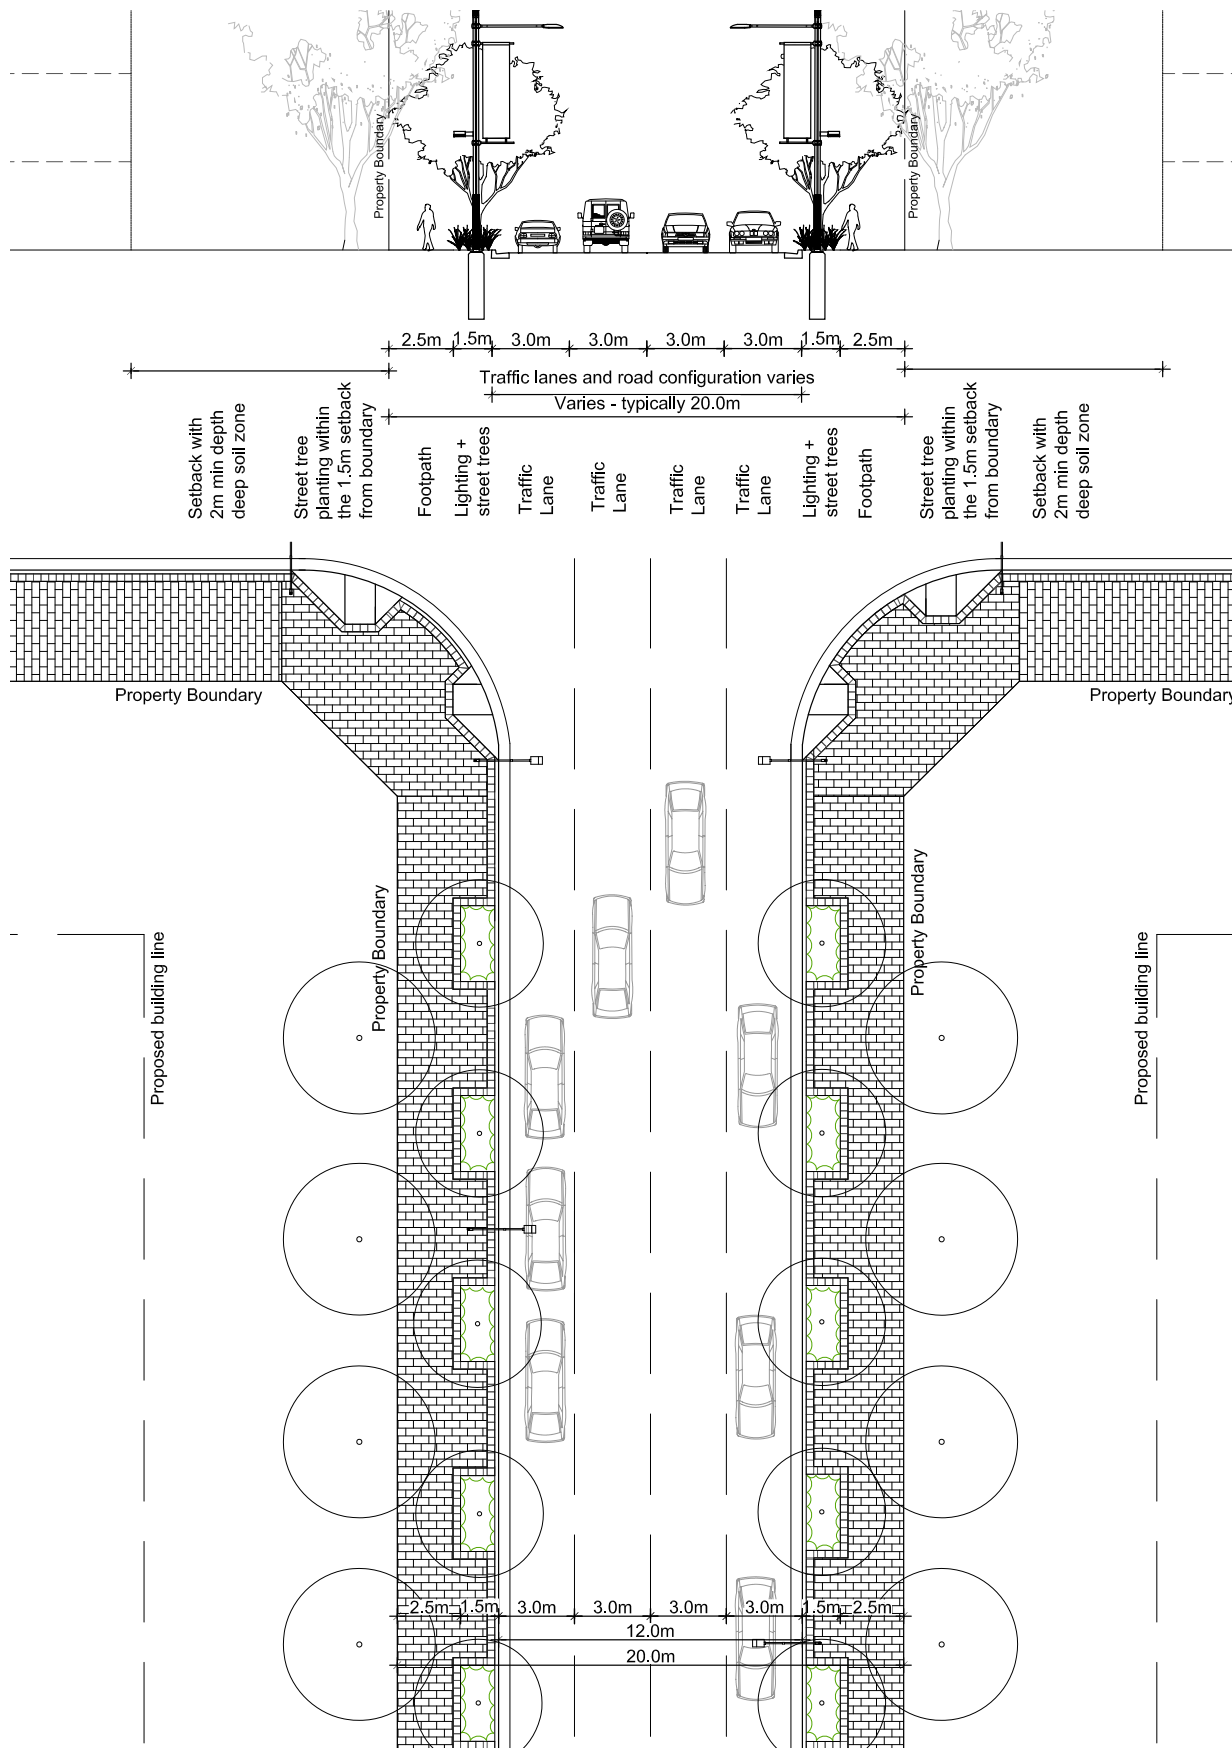 Property Boundary
Property Boundary
2.5m
1.5m
3.0m
3.0m
3.0m
3.0m
1.5m
2.5m
Traffic lanes and road configuration varies
Varies - typically 20.0m
Setback with
2m min depth
deep soil zone
Street tree
planting within
the 1.5m setback
from boundary
Footpath
Lighting +
street trees
Traffic
Lane
Traffic
Lane
Traffic
Lane
Traffic
Lane
Lighting +
street trees
Footpath
Street tree
planting within
the 1.5m setback
from boundary
Setback with
2m min depth
deep soil zone
Property Boundary
Property Boundary
Property Boundary
Property Boundary
Proposed building line
Proposed building line
2.5m
1.5m
3.0m
3.0m
3.0m
3.0m
1.5m
2.5m
12.0m
20.0m